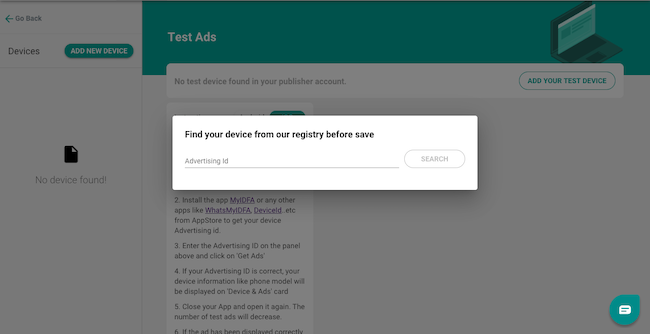 Go Back
Devices
ADD NEW DEVICE
No device found!
Test Ads
No test device found in your publisher account.
ADD YOUR TEST DEVICE
Find your device from our registry before save
Advertising Id
SEARCH
2. Install the app MyIDFA or any other
apps like WhatsMyIDFA, DeviceId..etc
from AppStore to get your device
Advertising id.
3. Enter the Advertising ID on the panel
above and click on 'Get Ads'
4. If your Advertising ID is correct, your
device information like phone model will
be displayed on 'Device & Ads' card
5. Close your App and open it again. The
number of test ads will decrease.
6. If the ad has been displayed correctly